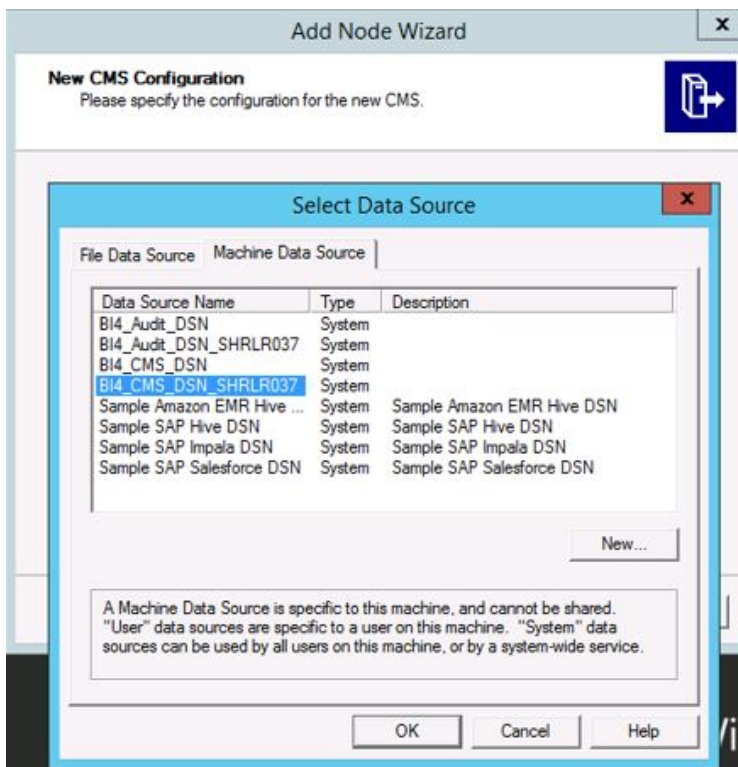 Add Node Wizard
x
New CMS Configuration
Please specify the configuration for the new CMS.
Select Data Source
x
File Data Source Machine Data Source
Data Source Name Type Description
BI4_Audit_DSN System
BI4_Audit_DSN_SHRLR037 System
BI4_CMS_DSN System
BI4_CMS_DSN_SHRLR037 System
Sample Amazon EMR Hive ... System Sample Amazon EMR Hive DSN
Sample SAP Hive DSN System Sample SAP Hive DSN
Sample SAP Impala DSN System Sample SAP Impala DSN
Sample SAP Salesforce DSN System Sample SAP Salesforce DSN
New...
A Machine Data Source is specific to this machine, and cannot be shared.
"User" data sources are specific to a user on this machine. "System" data
sources can be used by all users on this machine, or by a system-wide service.
OK Cancel Help